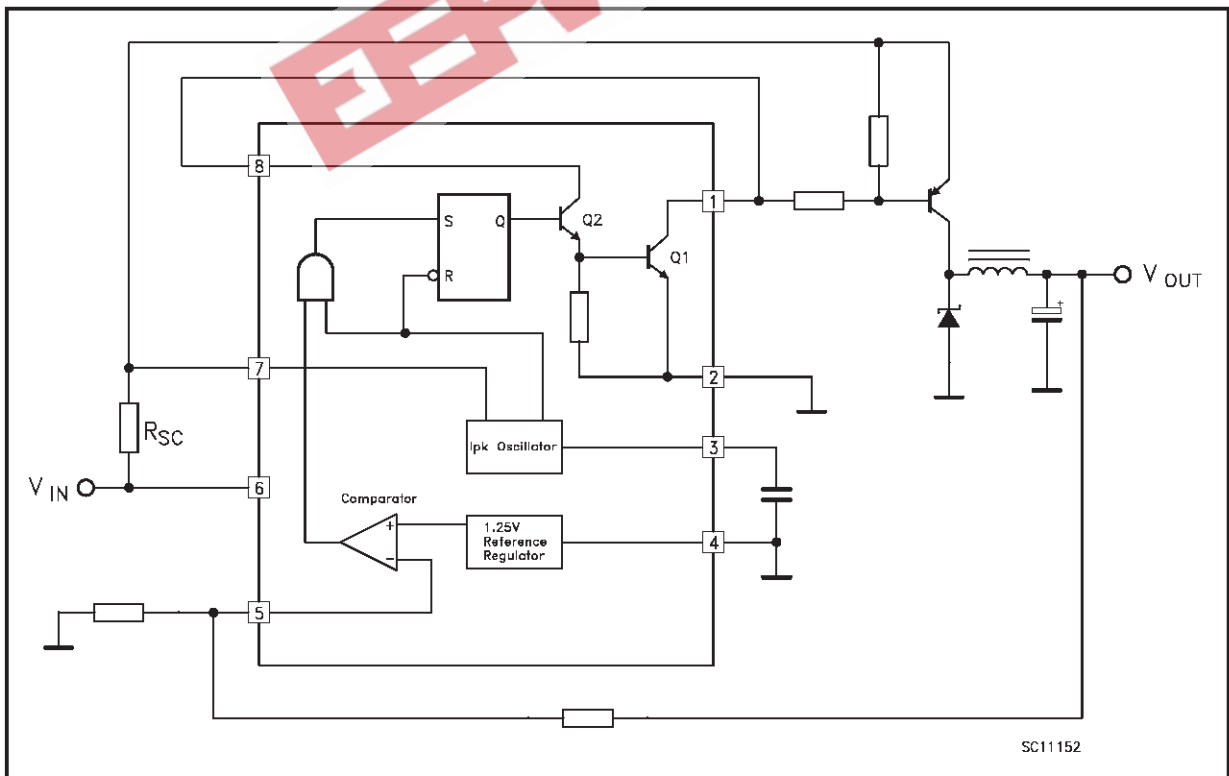 8
1
S
Q
Q2
Q1
R
7
2
RSC
Ipk Oscillator
3
VIN
6
Comparator
+
1.25V
Reference
Regulator
4
-
5
+
VOUT
SC11152